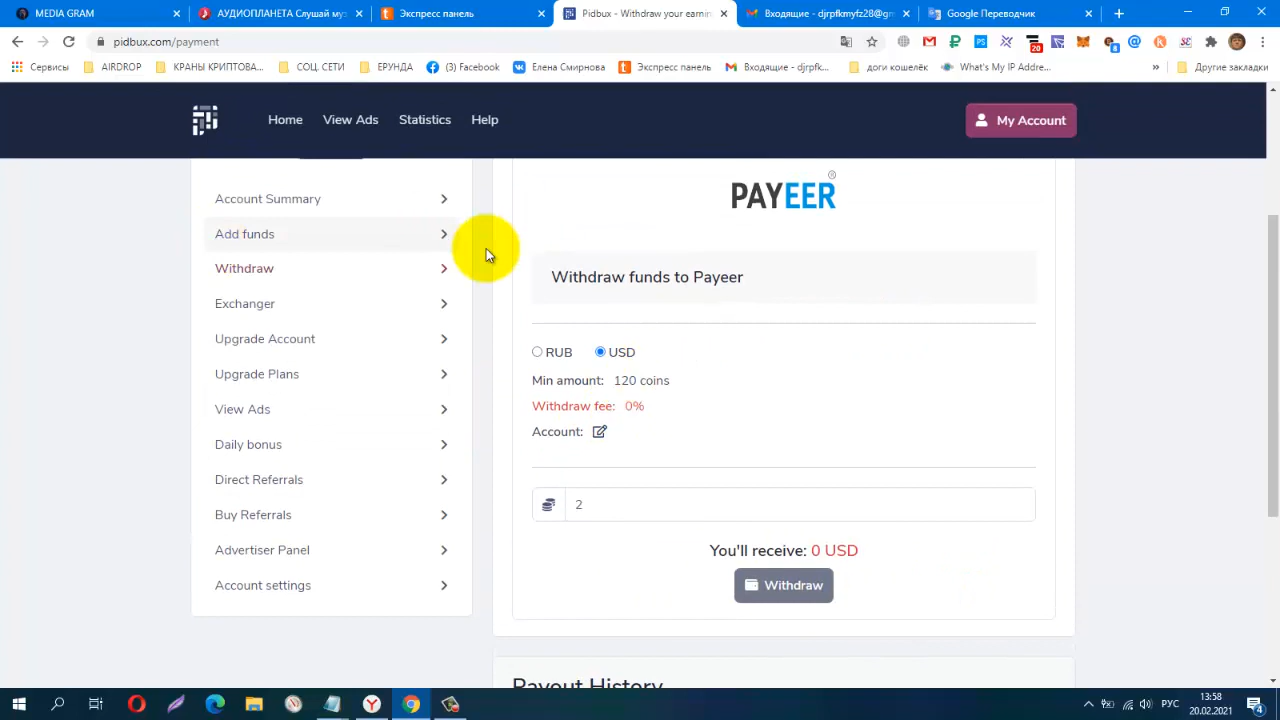 MEDIA GRAM
АУДИОПЛАНЕТА Слушай муз
Экспресс панель
Pidbux - Withdraw your earnin
Входящие - djrpfkmyfz28@gm
Google Переводчик
pidbux.com/payment
20
8
Сервисы
AIRDROP
КРАНЫ КРИПТОВА...
СОЦ. СЕТИ
ЕРУНДА
(3) Facebook
Елена Смирнова
Экспресс панель
Входящие - djrpfk...
доги кошелёк
What's My IP Addre...
»
Другие закладки
Home
View Ads
Statistics
Help
My Account
Account Summary
Add funds
Withdraw
Exchanger
Upgrade Account
Upgrade Plans
View Ads
Daily bonus
Direct Referrals
Buy Referrals
Advertiser Panel
Account settings
PAYEER®
Withdraw funds to Payeer
RUB USD
Min amount: 120 coins
Withdraw fee: 0%
Account:
2
You'll receive: 0 USD
Withdraw
Payout History
РУС
13:58
20.02.2021
4